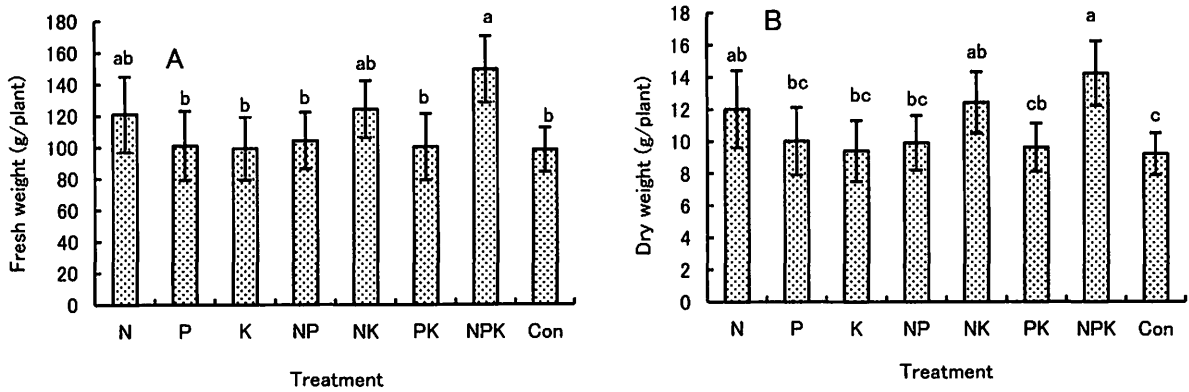 Fresh weight (g/plant)
180
160
140
120
100
80
60
40
20
0
A
ab
b
b
b
ab
b
a
b
N P K NP NK PK NPK Con
Treatment
Dry weight (g/plant)
18
16
14
12
10
8
6
4
2
0
B
ab
bc
bc
bc
ab
cb
a
c
N P K NP NK PK NPK Con
Treatment